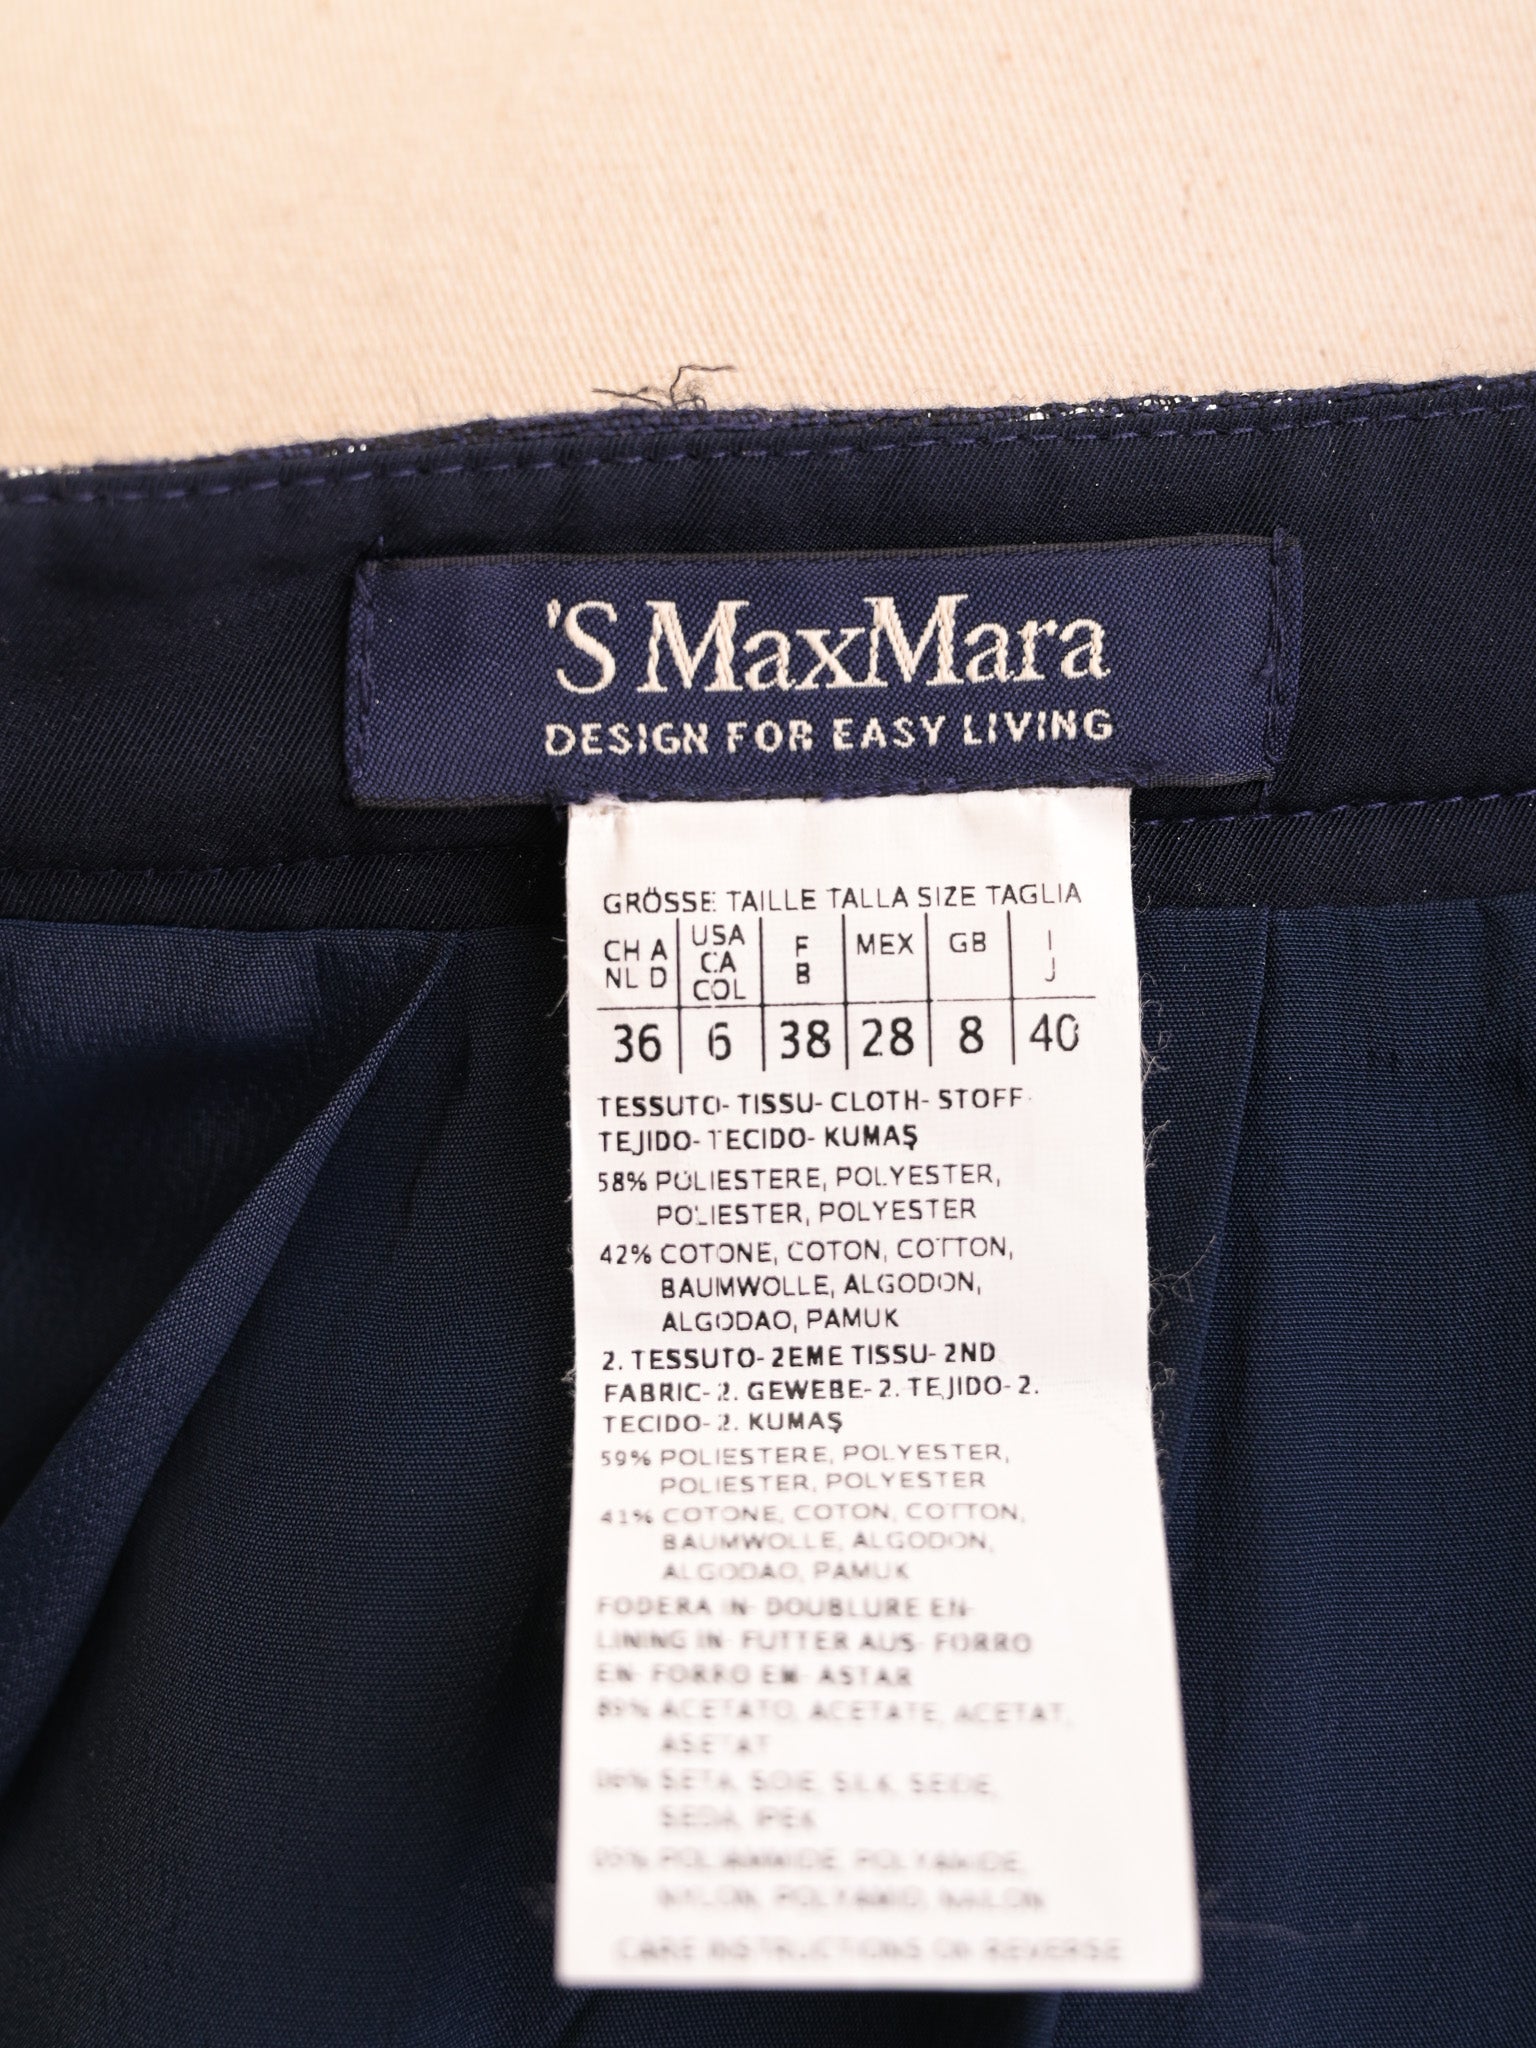 'S MaxMara
DESIGN FOR EASY LIVING
GRÖSSE TAILLE TALLA SIZE TAGLIA
CH A NL D | USA CA COL | F B | MEX | GB | I J
36 | 6 | 38 | 28 | 8 | 40
TESSUTO- TISSU- CLOTH- STOFF-
TEJIDO- TECIDO- KUMAŞ
58% POLIESTERE, POLYESTER,
POLIESTER, POLYESTER
42% COTONE, COTON, COTTON,
BAUMWOLLE, ALGODON,
ALGODAO, PAMUK
2. TESSUTO- 2EME TISSU- 2ND
FABRIC- 2. GEWEBE- 2. TEJIDO- 2.
TECIDO- 2. KUMAŞ
59% POLIESTERE, POLYESTER,
POLIESTER, POLYESTER
41% COTONE, COTON, COTTON,
BAUMWOLLE, ALGODON,
ALGODAO, PAMUK
FODERA IN- DOUBLURE EN-
LINING IN- FUTTER AUS- FORRO
EN- FORRO EM- ASTAR
89% ACETATO, ACETATE, ACETAT,
ASETAT
06% SETA, SOIE, SILK, SEIDE,
SEDA, IPEK
05% POLIAMMIDE, POLYAMIDE,
NYLON, POLYAMID, NAILON
CARE INSTRUCTIONS ON REVERSE